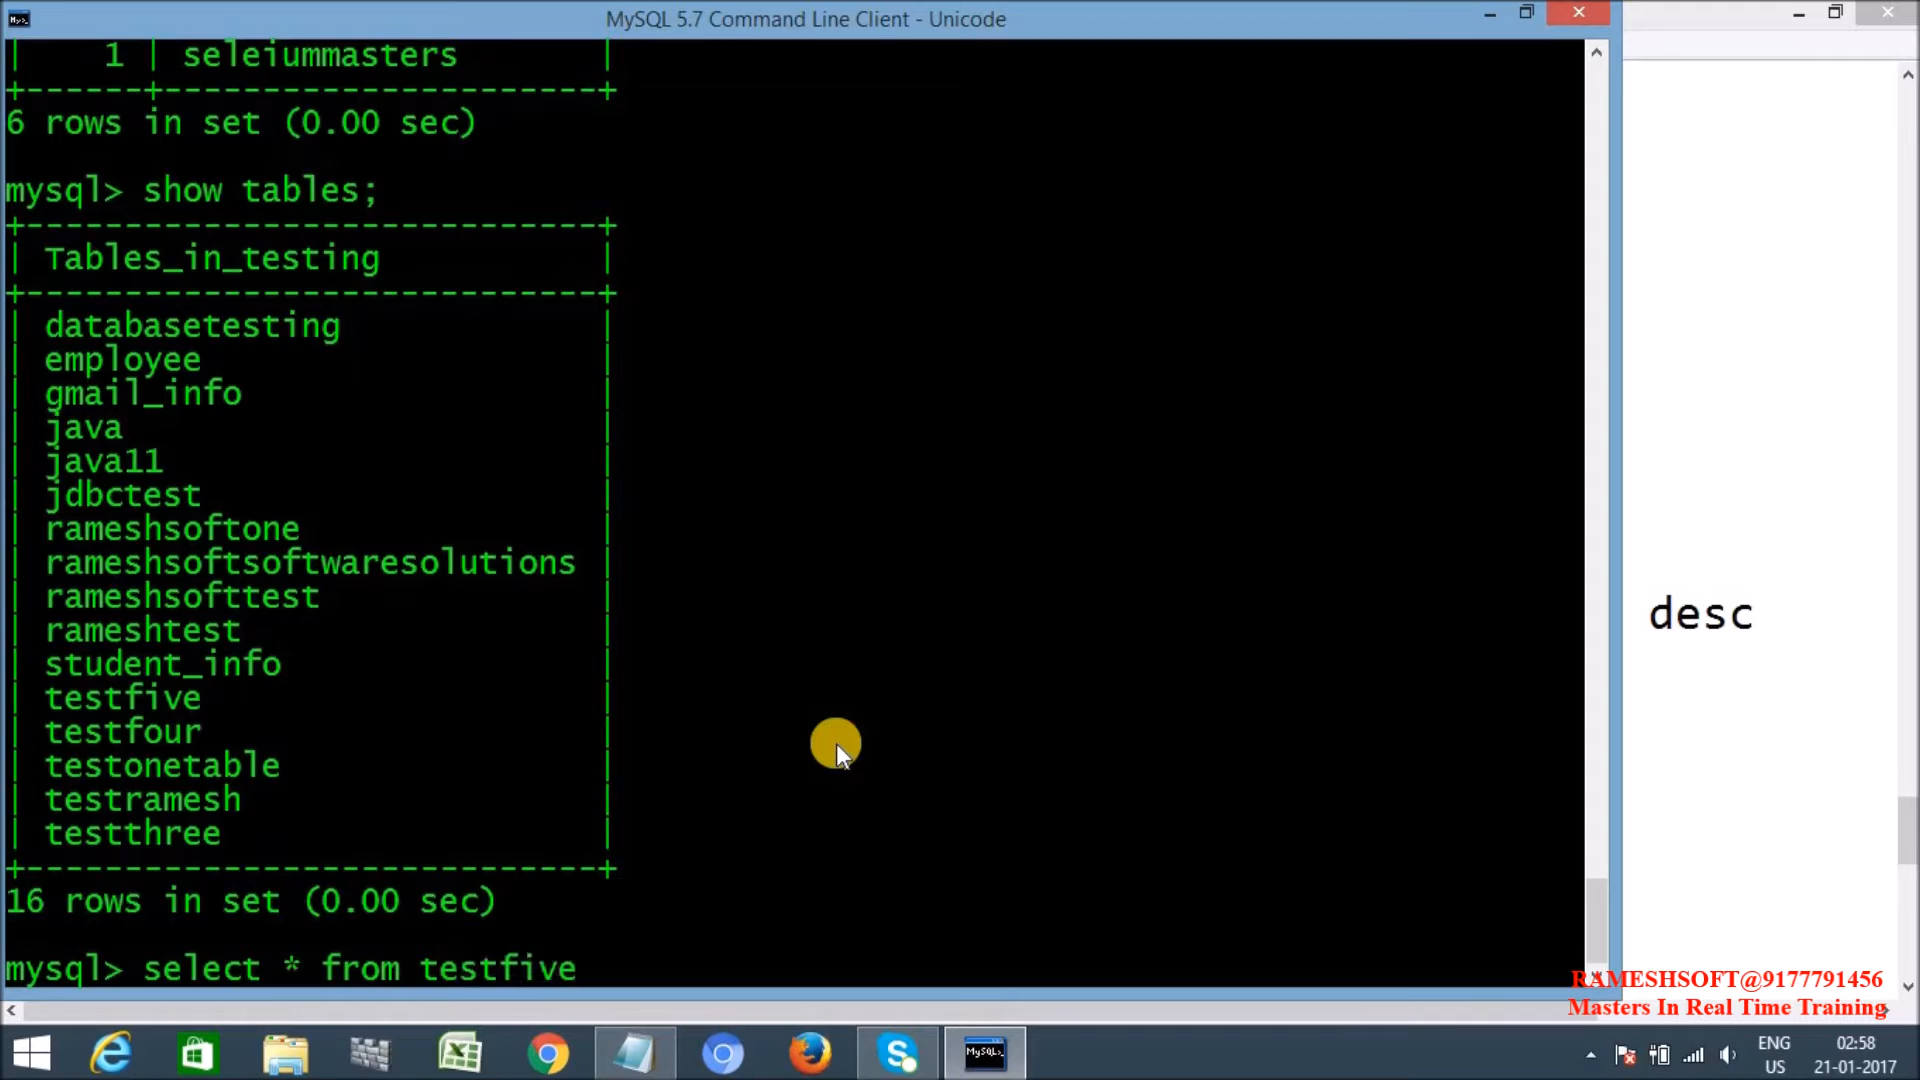 MySQL 5.7 Command Line Client - Unicode
| 1 | seleiummasters |
+------+-----------------------+
6 rows in set (0.00 sec)
mysql> show tables;
+------------------------------+
| Tables_in_testing |
+------------------------------+
| databasetesting |
| employee |
| gmail_info |
| java |
| java11 |
| jdbctest |
| rameshsoftone |
| rameshsoftsoftwaresolutions |
| rameshsofttest |
| rameshtest |
| student_info |
| testfive |
| testfour |
| testonetable |
| testramesh |
| testthree |
+------------------------------+
16 rows in set (0.00 sec)
mysql> select * from testfive
desc
RAMESHSOFT@9177791456
Masters In Real Time Training
MySQL>
ENG
US
02:58
21-01-2017